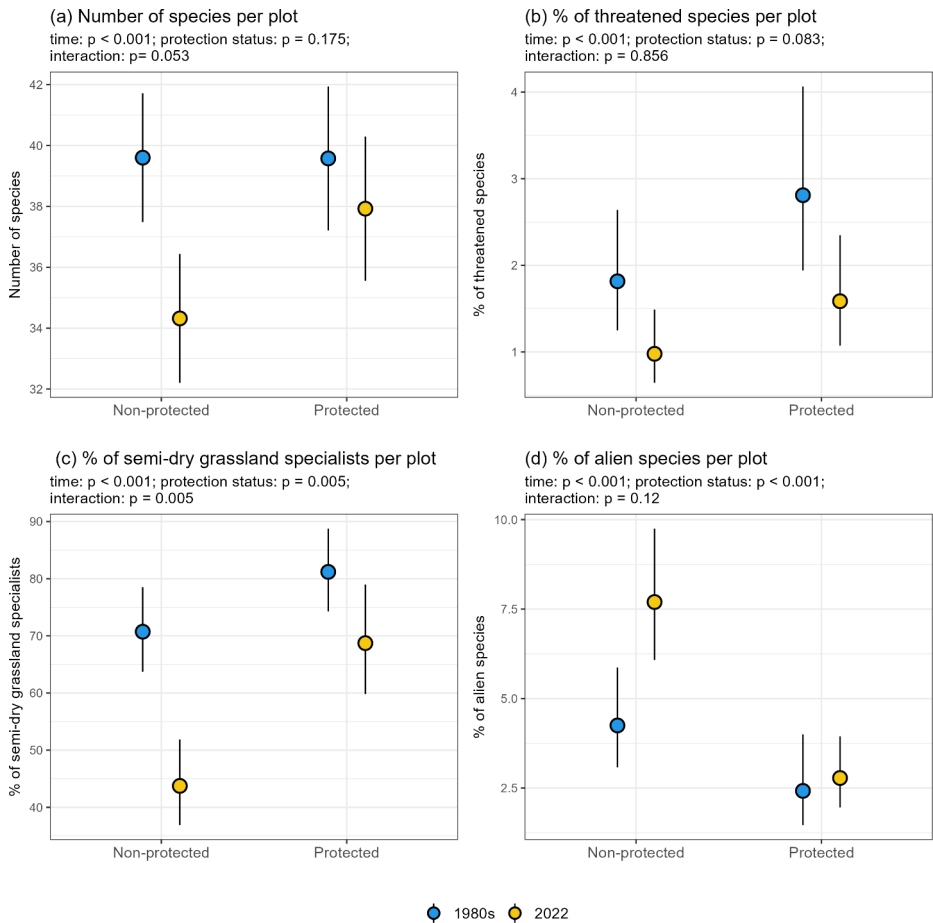 (a) Number of species per plot
time: p < 0.001; protection status: p = 0.175;
interaction: p= 0.053
Number of species
42
40
38
36
34
32
Non-protected
Protected
(b) % of threatened species per plot
time: p < 0.001; protection status: p = 0.083;
interaction: p = 0.856
% of threatened species
4
3
2
1
Non-protected
Protected
(c) % of semi-dry grassland specialists per plot
time: p < 0.001; protection status: p = 0.005;
interaction: p = 0.005
% of semi-dry grassland specialists
90
80
70
60
50
40
Non-protected
Protected
(d) % of alien species per plot
time: p < 0.001; protection status: p < 0.001;
interaction: p = 0.12
% of alien species
10.0
7.5
5.0
2.5
Non-protected
Protected
1980s
2022